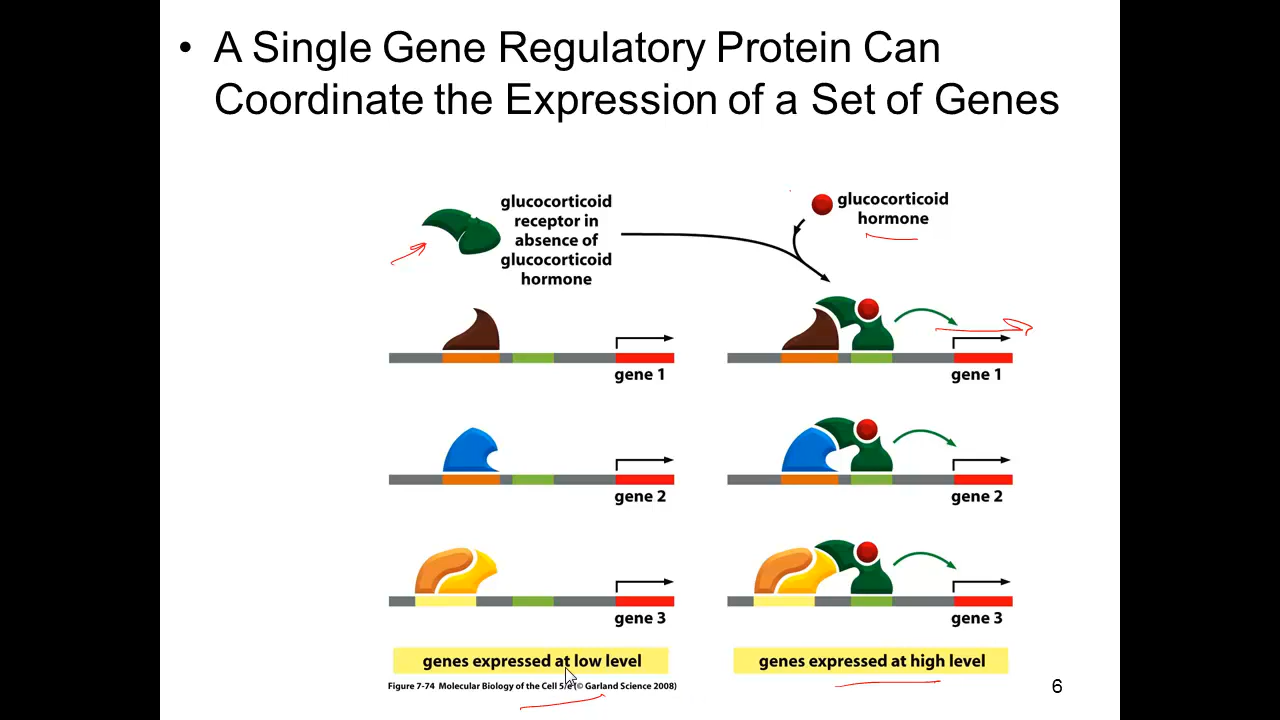 • A Single Gene Regulatory Protein Can
Coordinate the Expression of a Set of Genes
glucocorticoid
receptor in
absence of
glucocorticoid
hormone
glucocorticoid
hormone
gene 1
gene 1
gene 2
gene 2
gene 3
gene 3
genes expressed at low level
genes expressed at high level
Figure 7-74 Molecular Biology of the Cell 5/e (© Garland Science 2008)
6